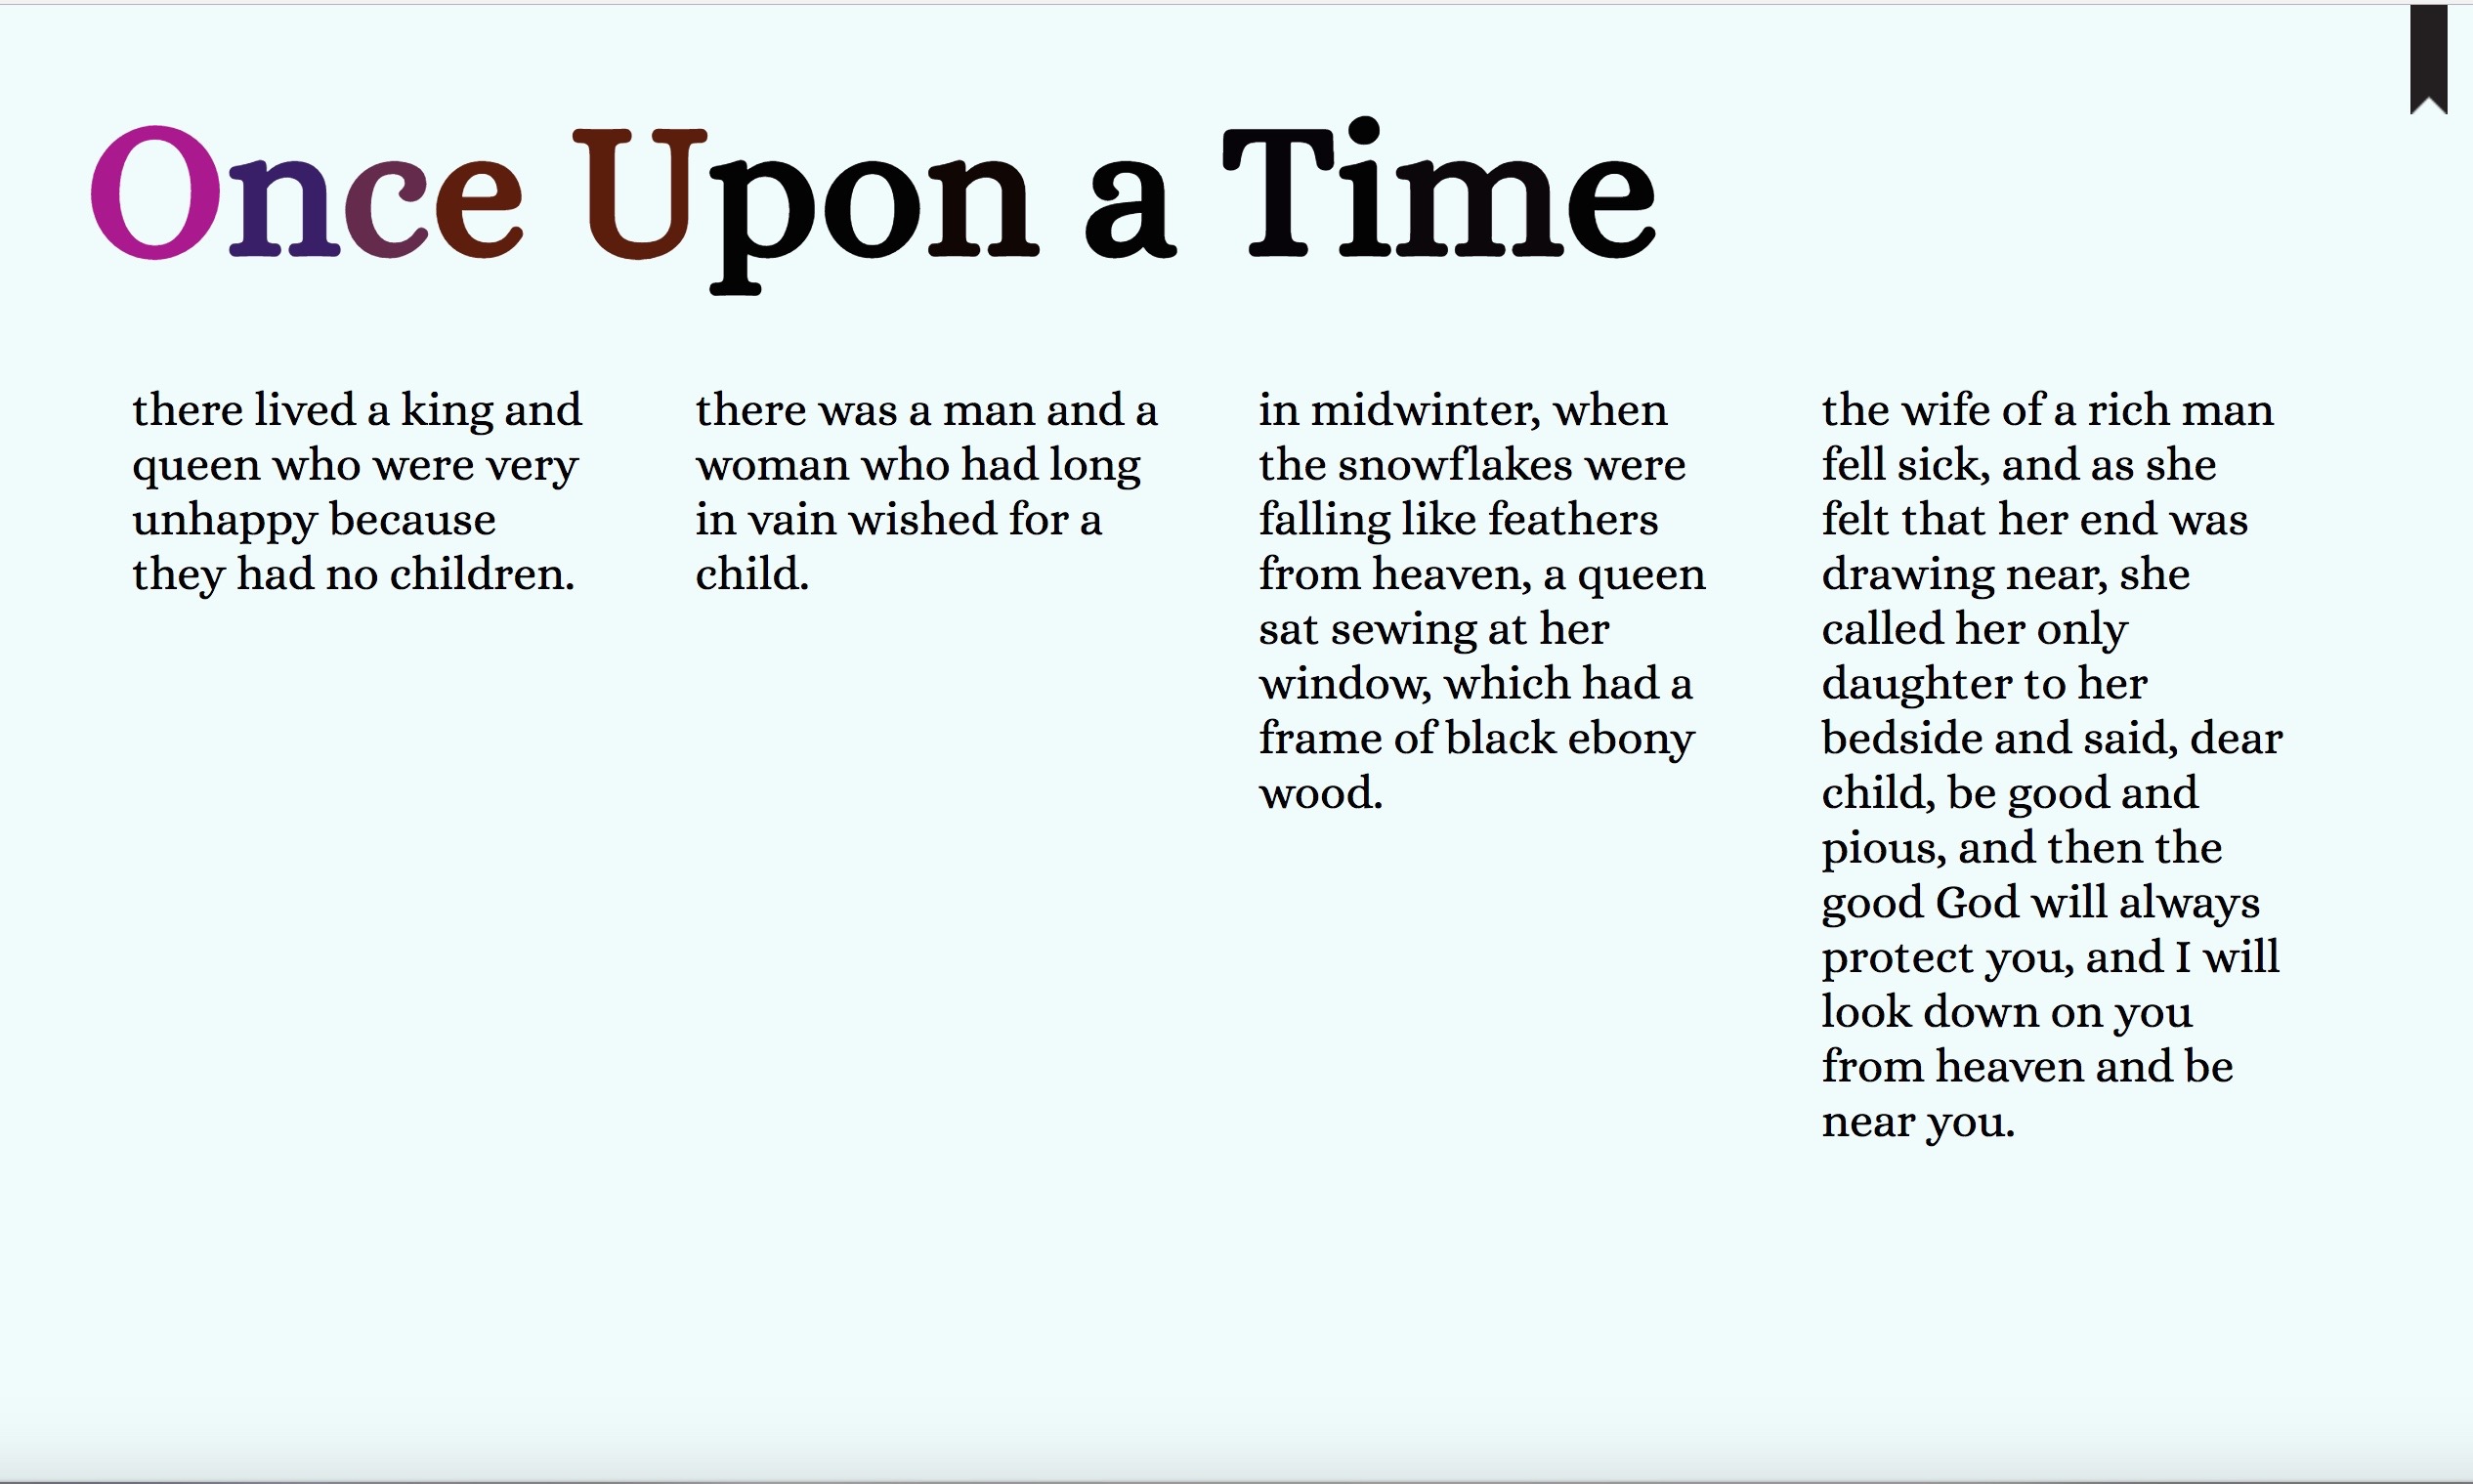 Once Upon a Time
there lived a king and
queen who were very
unhappy because
they had no children.
there was a man and a
woman who had long
in vain wished for a
child.
in midwinter, when
the snowflakes were
falling like feathers
from heaven, a queen
sat sewing at her
window, which had a
frame of black ebony
wood.
the wife of a rich man
fell sick, and as she
felt that her end was
drawing near, she
called her only
daughter to her
bedside and said, dear
child, be good and
pious, and then the
good God will always
protect you, and I will
look down on you
from heaven and be
near you.